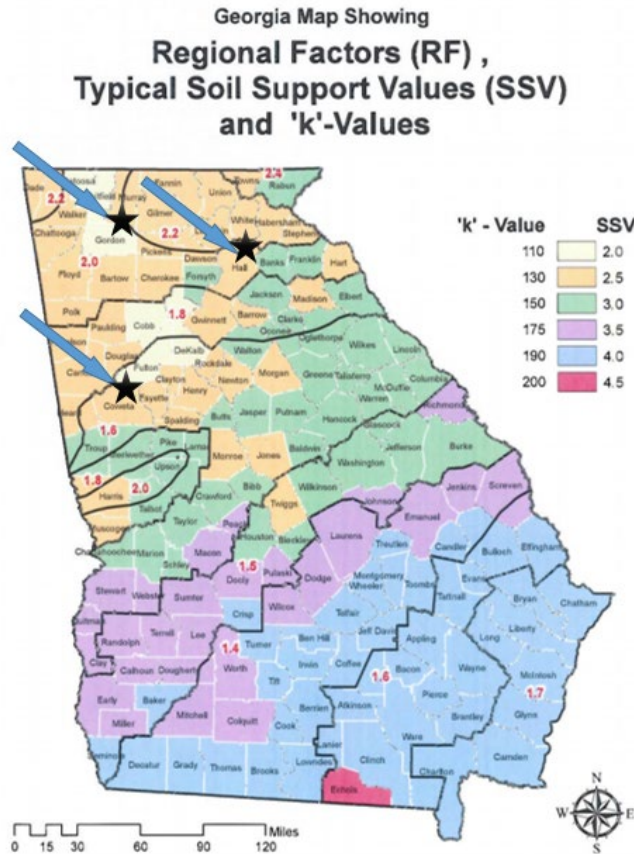 Georgia Map Showing
Regional Factors (RF) ,
Typical Soil Support Values (SSV)
and 'k'-Values
'k' - Value SSV
110 2.0
130 2.5
150 3.0
175 3.5
190 4.0
200 4.5
2.4
Towns Rabun
Fannin Union
2.2
Murray
Walker Gilmer White Habersham
2.2
Chattooga Gordon Stephens
Pickens Dawson
2.0
Hall Banks Franklin Hart
Floyd Bartow Cherokee Forsyth
Jackson Madison Elbert
Polk 1.8
Paulding Cobb Gwinnett Barrow Clarke
Oconee Oglethorpe Wilkes
Douglas DeKalb Walton Lincoln
Fulton Rockdale
Clayton Newton Morgan Greene Taliaferro McDuffie Columbia
Coweta Fayette Henry Warren
Spalding Butts Jasper Putnam Hancock Glascock Richmond
1.6
Troup Meriwether Pike Lamar Monroe Jones Baldwin Jefferson Burke
Upson Washington
1.8
Harris 2.0 Bibb Wilkinson
Talbot Crawford Twiggs Jenkins Screven
Taylor Peach Houston Johnson Emanuel
Marion Macon Bleckley Laurens
Schley 1.5 Treutlen Candler Bulloch Effingham
Stewart Webster Sumter Dooly Pulaski Dodge Montgomery
Wheeler Toombs Evans
Crisp Wilcox Tattnall Bryan Chatham
Randolph Terrell Lee Telfair
1.4
Turner Ben Hill Jeff Davis Appling Long Liberty
Clay Calhoun Dougherty Worth Irwin Coffee Bacon Wayne
1.6
Early Baker Tift McIntosh
1.7
Miller Mitchell Colquitt Cook Berrien Atkinson Pierce Glynn
Ware Brantley
Decatur Grady Thomas Brooks Lowndes Lanier Clinch Charlton Camden
Echols
N
W E
S
Miles
0 15 30 60 90 120